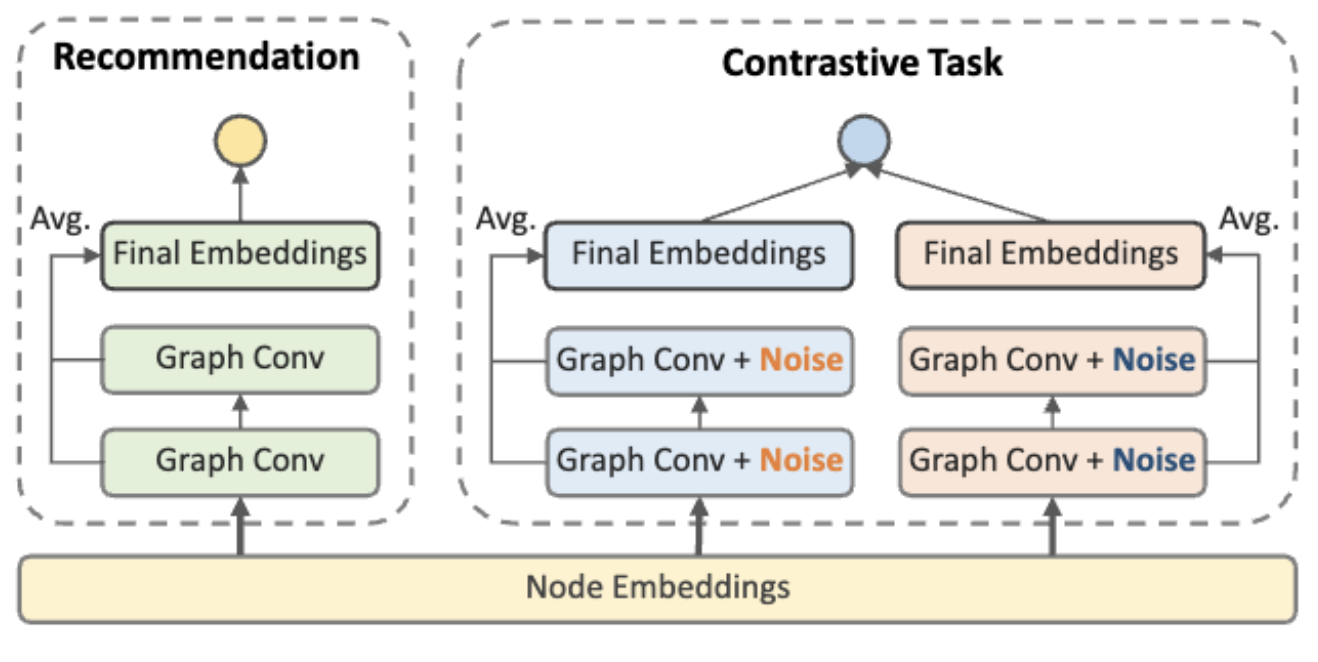 Recommendation
Avg.
Final Embeddings
Graph Conv
Graph Conv
Contrastive Task
Avg.
Final Embeddings
Graph Conv + Noise
Graph Conv + Noise
Avg.
Final Embeddings
Graph Conv + Noise
Graph Conv + Noise
Node Embeddings